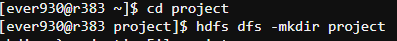 [ever930@r383 ~]$ cd project
[ever930@r383 project]$ hdfs dfs -mkdir project